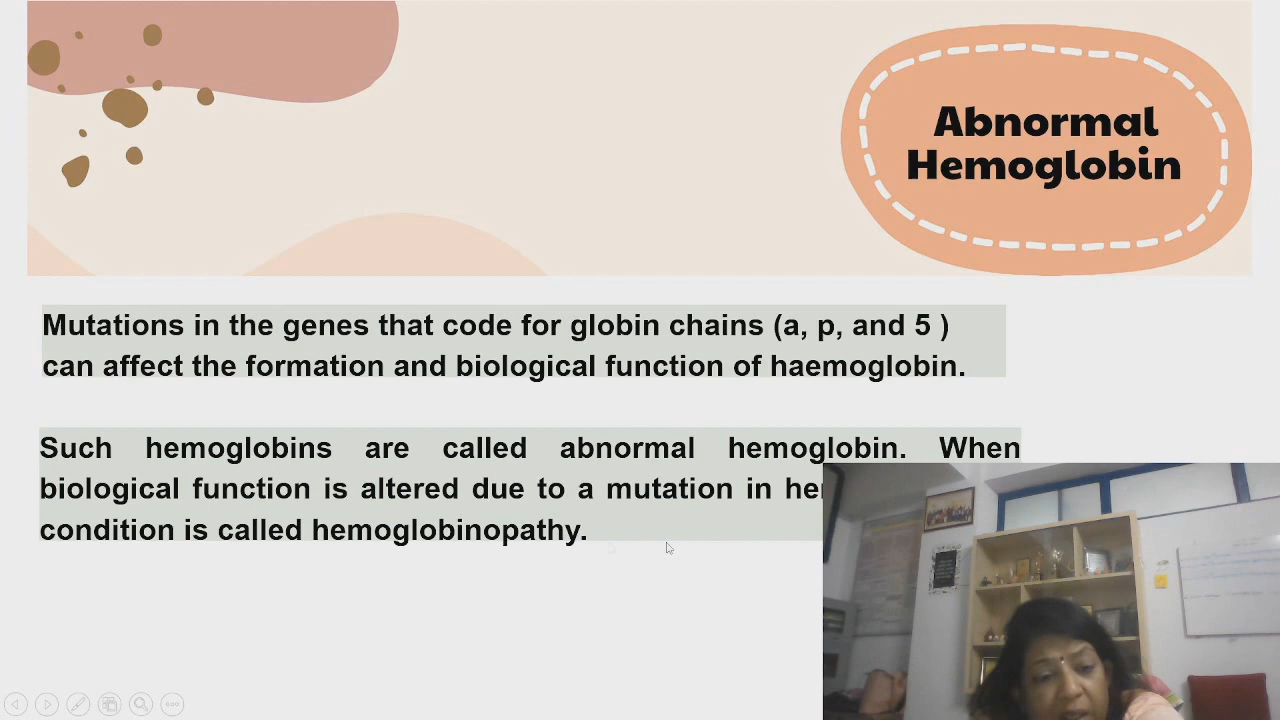 Abnormal
Hemoglobin
Mutations in the genes that code for globin chains (a, p, and 5 )
can affect the formation and biological function of haemoglobin.
Such hemoglobins are called abnormal hemoglobin. When
biological function is altered due to a mutation in
condition is called hemoglobinopathy.